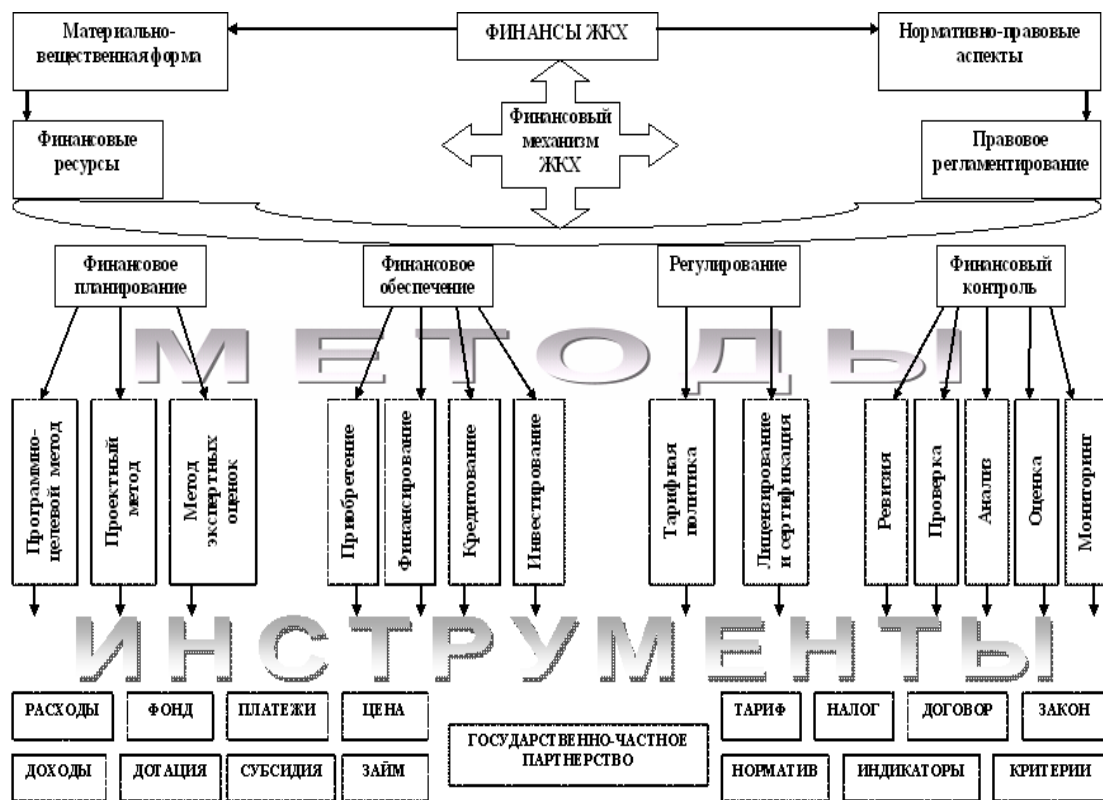 Материально-
вещественная форма
ФИНАНСЫ ЖКХ
Нормативно-правовые
аспекты
Финансовые
ресурсы
Финансовый
механизм
ЖКХ
Правовое
регламентирование
Финансовое
планирование
Финансовое
обеспечение
Регулирование
Финансовый
контроль
МЕТОДЫ
Программно-
целевой метод
Проектный
метод
Метод
экспертных
оценок
Приобретение
Финансирование
Кредитование
Инвестирование
Тарифная
политика
Лицензирование
и сертификация
Ревизия
Проверка
Анализ
Оценка
Мониторинг
ИНСТРУМЕНТЫ
РАСХОДЫ
ФОНД
ПЛАТЕЖИ
ЦЕНА
ГОСУДАРСТВЕННО-ЧАСТНОЕ
ПАРТНЕРСТВО
ТАРИФ
НАЛОГ
ДОГОВОР
ЗАКОН
ДОХОДЫ
ДОТАЦИЯ
СУБСИДИЯ
ЗАЙМ
НОРМАТИВ
ИНДИКАТОРЫ
КРИТЕРИИ